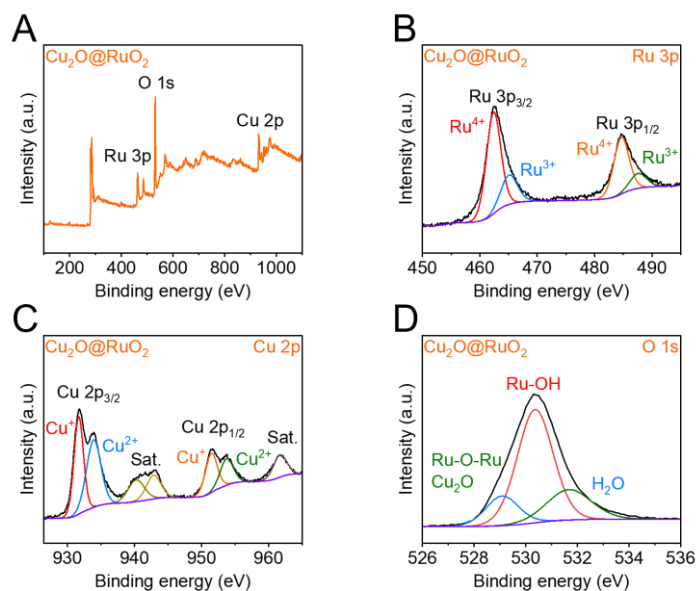 A
Cu₂O@RuO₂
O 1s
Cu 2p
Ru 3p
Intensity (a.u.)
200 400 600 800 1000
Binding energy (eV)
B
Cu₂O@RuO₂ Ru 3p
Ru 3p₃/₂
Ru⁴⁺
Ru 3p₁/₂
Ru⁴⁺
Ru³⁺
Ru³⁺
Intensity (a.u.)
450 460 470 480 490
Binding energy (eV)
C
Cu₂O@RuO₂ Cu 2p
Cu 2p₃/₂
Cu⁺
Cu²⁺
Sat.
Cu 2p₁/₂
Cu⁺
Cu²⁺
Sat.
Intensity (a.u.)
930 940 950 960
Binding energy (eV)
D
Cu₂O@RuO₂ O 1s
Ru-OH
Ru-O-Ru
Cu₂O
H₂O
Intensity (a.u.)
526 528 530 532 534 536
Binding energy (eV)